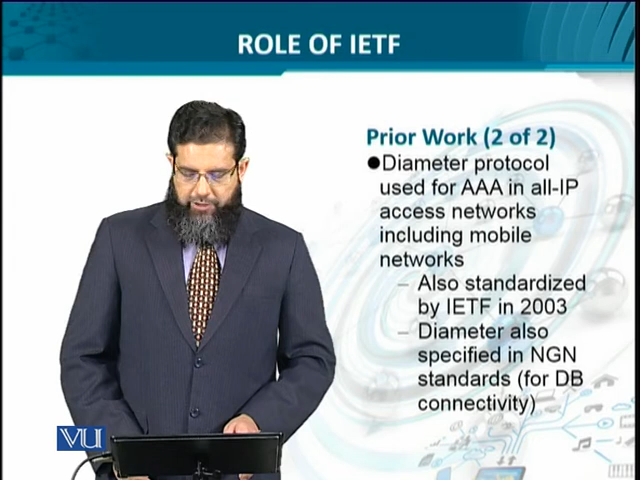 ROLE OF IETF
Prior Work (2 of 2)
●Diameter protocol
used for AAA in all-IP
access networks
including mobile
networks
– Also standardized
by IETF in 2003
– Diameter also
specified in NGN
standards (for DB
connectivity)
VU